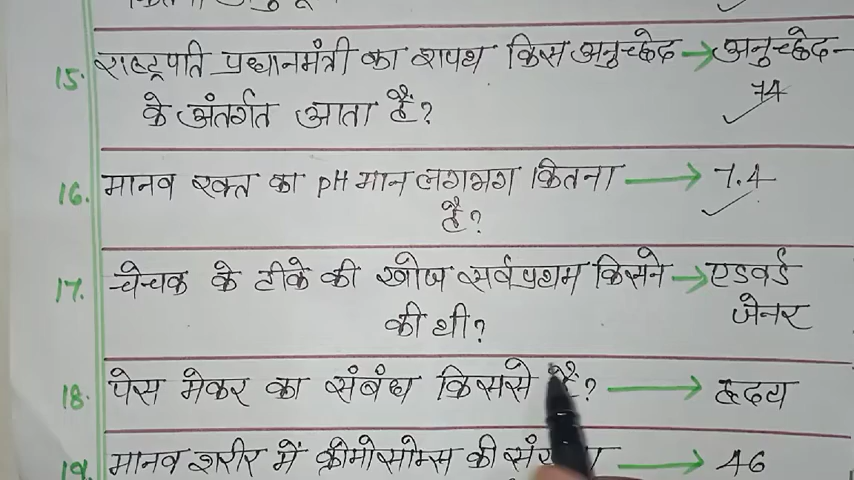 15. राष्ट्रपति प्रधानमंत्री का शपथ किस अनुच्छेद → अनुच्छेद-
के अंतर्गत आता है? 74
16. मानव रक्त का pH मान लगभग कितना → 7.4
है?
17. चेचक के टीके की खोज सर्वप्रथम किसने → एडवर्ड
की थी? जेनर
18. पेस मेकर का संबंध किससे है? → हृदय
19. मानव शरीर में क्रोमोसोम्स की → 46